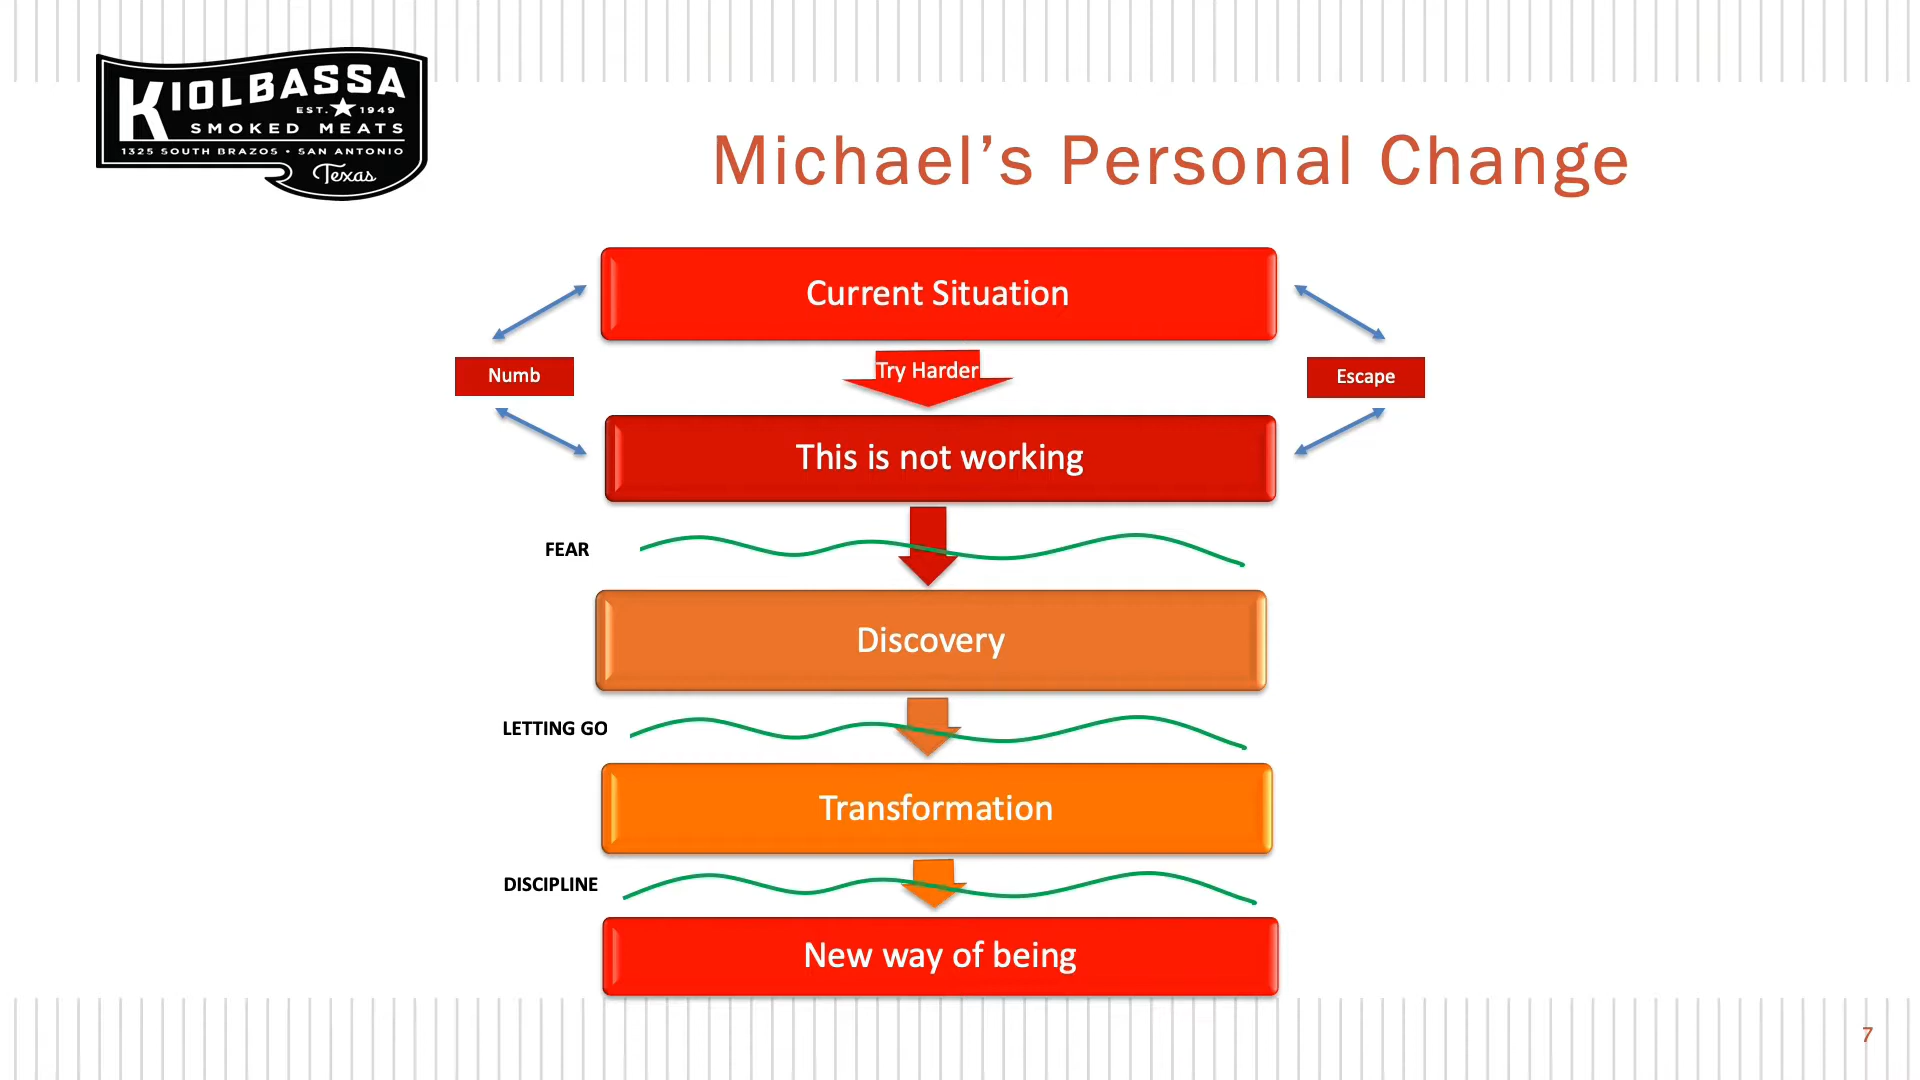 KIOLBASSA
EST. ★ 1949
SMOKED MEATS
1325 SOUTH BRAZOS • SAN ANTONIO
Texas
Michael’s Personal Change
Current Situation
Numb
Try Harder
Escape
This is not working
FEAR
Discovery
LETTING GO
Transformation
DISCIPLINE
New way of being
7